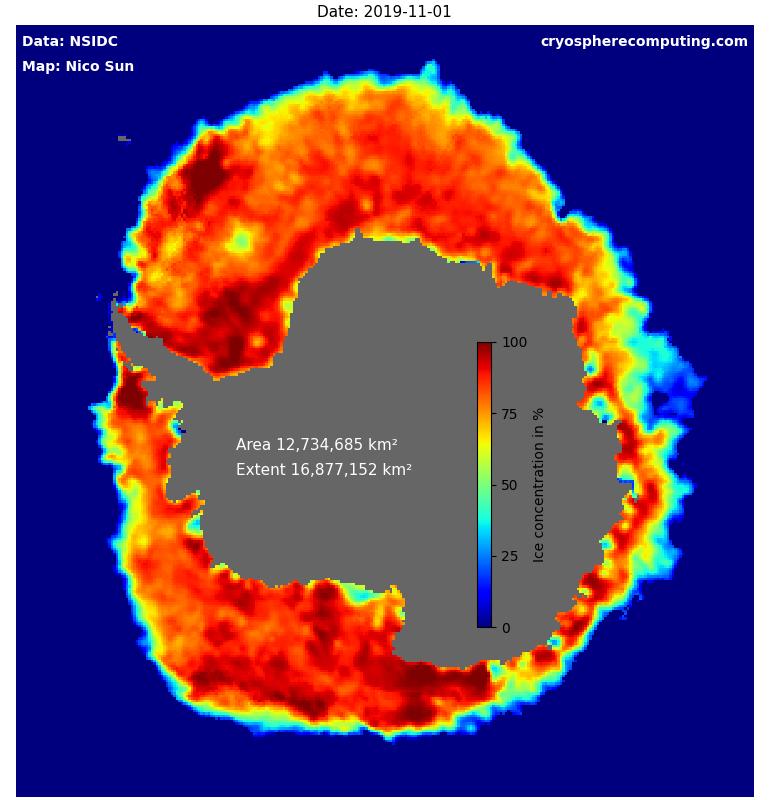 Date: 2019-11-01
Data: NSIDC
cryospherecomputing.com
Map: Nico Sun
Area 12,734,685 km²
Extent 16,877,152 km²
100
75
50
25
0
Ice concentration in %